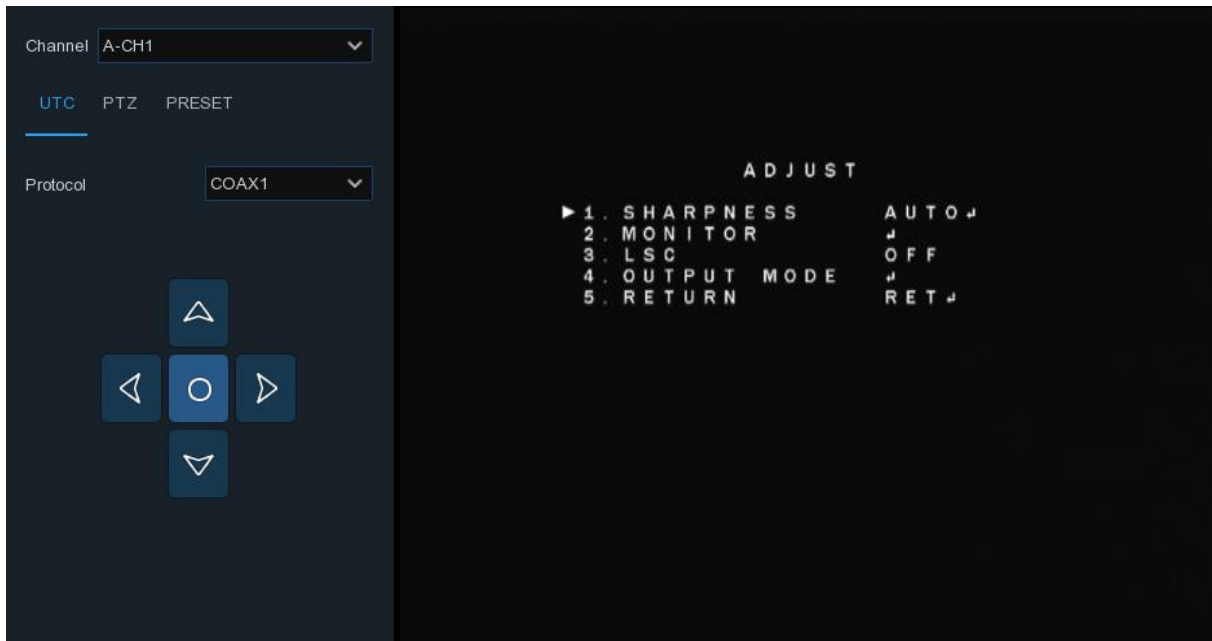 Channel A-CH1
UTC PTZ PRESET
Protocol COAX1
ADJUST
►1. SHARPNESS AUTO↲
2. MONITOR ↲
3. LSC OFF
4. OUTPUT MODE ↲
5. RETURN RET↲